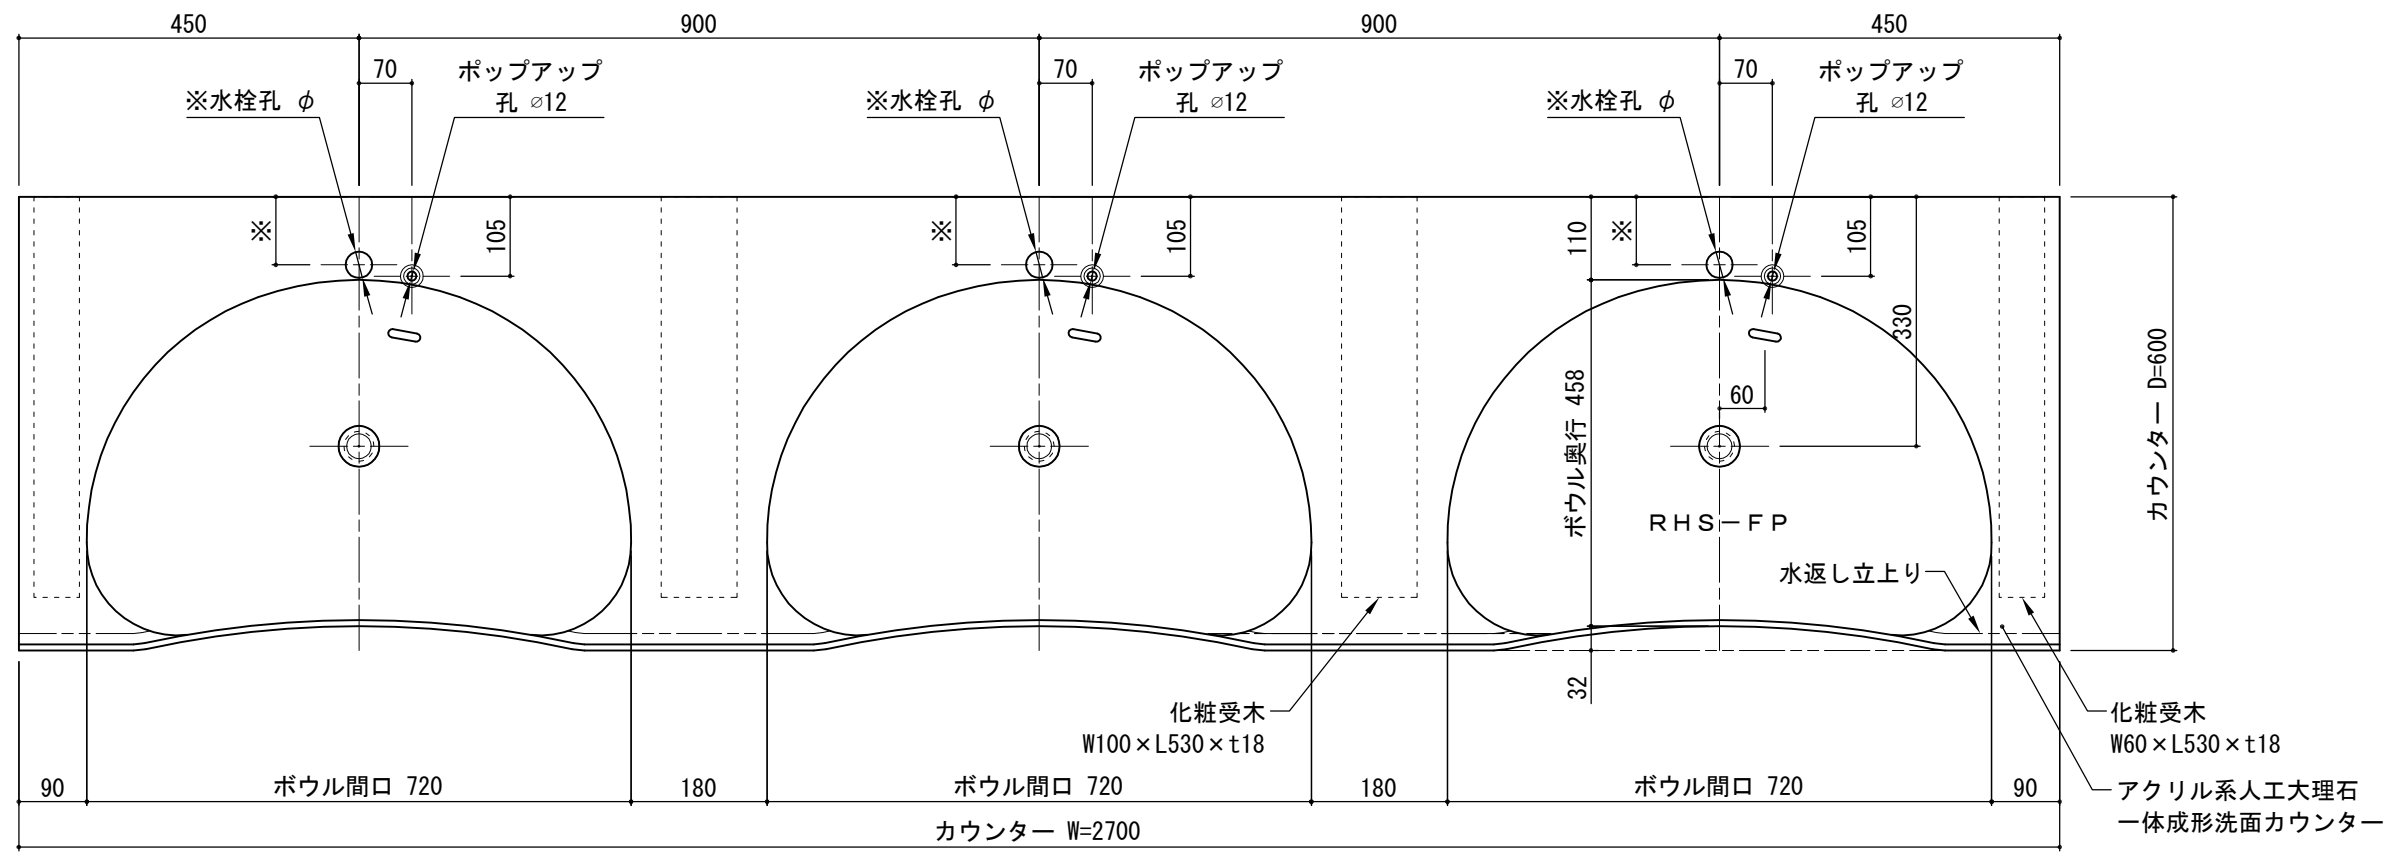 450
900
900
450
70
ポップアップ
孔 ⌀12
※水栓孔 φ
70
ポップアップ
孔 ⌀12
※水栓孔 φ
70
ポップアップ
孔 ⌀12
※水栓孔 φ
※
105
※
105
110
※
105
330
60
ボウル奥行 458
カウンター D=600
RHS-FP
水返し立上り
32
化粧受木
W100×L530×t18
化粧受木
W60×L530×t18
アクリル系人工大理石
一体成形洗面カウンター
90
ボウル間口 720
180
ボウル間口 720
180
ボウル間口 720
90
カウンター W=2700